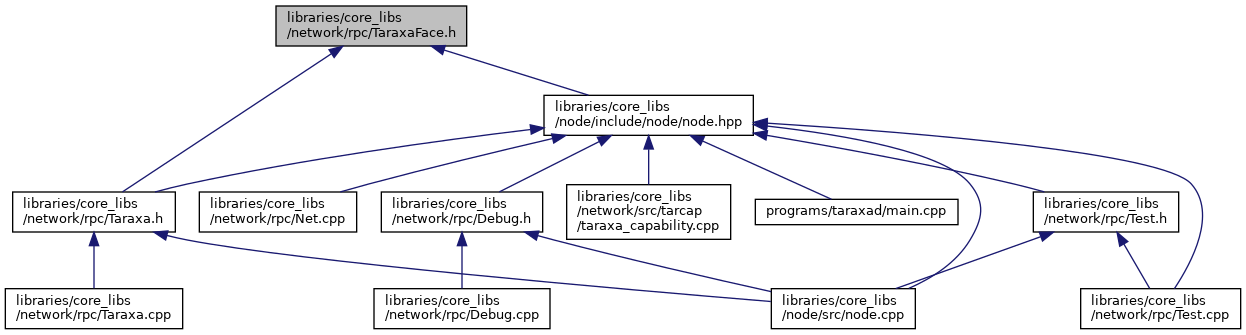 libraries/core_libs
/network/rpc/TaraxaFace.h
libraries/core_libs
/node/include/node/node.hpp
libraries/core_libs
/network/rpc/Taraxa.h
libraries/core_libs
/network/rpc/Net.cpp
libraries/core_libs
/network/rpc/Debug.h
libraries/core_libs
/network/src/tarcap
/taraxa_capability.cpp
programs/taraxad/main.cpp
libraries/core_libs
/network/rpc/Test.h
libraries/core_libs
/network/rpc/Taraxa.cpp
libraries/core_libs
/network/rpc/Debug.cpp
libraries/core_libs
/node/src/node.cpp
libraries/core_libs
/network/rpc/Test.cpp